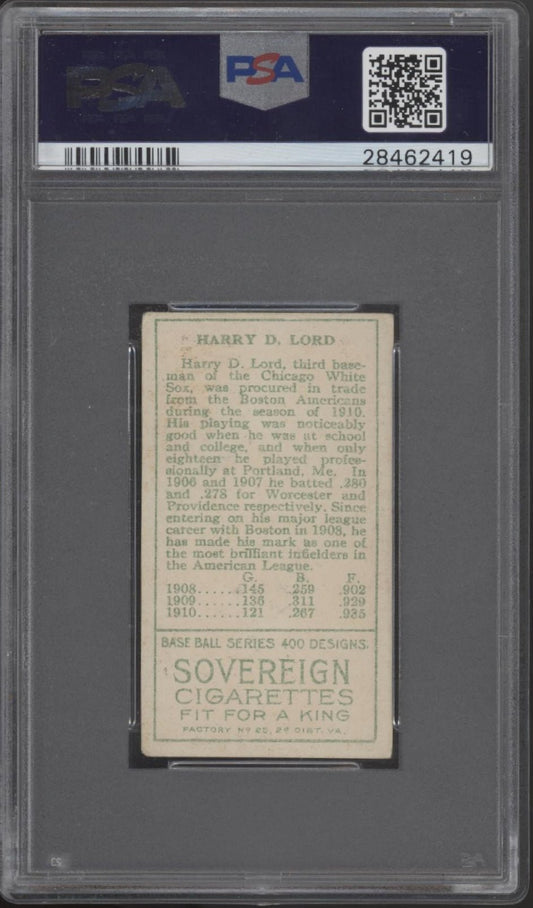 PSA
PSA
28462419
HARRY D. LORD
Harry D. Lord, third base-
man of the Chicago White
Sox, was procured in trade
from the Boston Americans
during the season of 1910.
His playing was noticeably
good when he was at school
and college, and when only
eighteen he played profes-
sionally at Portland, Me. In
1906 and 1907 he batted .280
and .278 for Worcester and
Providence respectively. Since
entering on his major league
career with Boston in 1908, he
has made his mark as one of
the most brilliant infielders in
the American League.
G. B. F.
1908......145 .259 .902
1909......136 .311 .929
1910......121 .267 .935
BASE BALL SERIES 400 DESIGNS.
SOVEREIGN
CIGARETTES
FIT FOR A KING
FACTORY No 25, 2d DIST. VA.